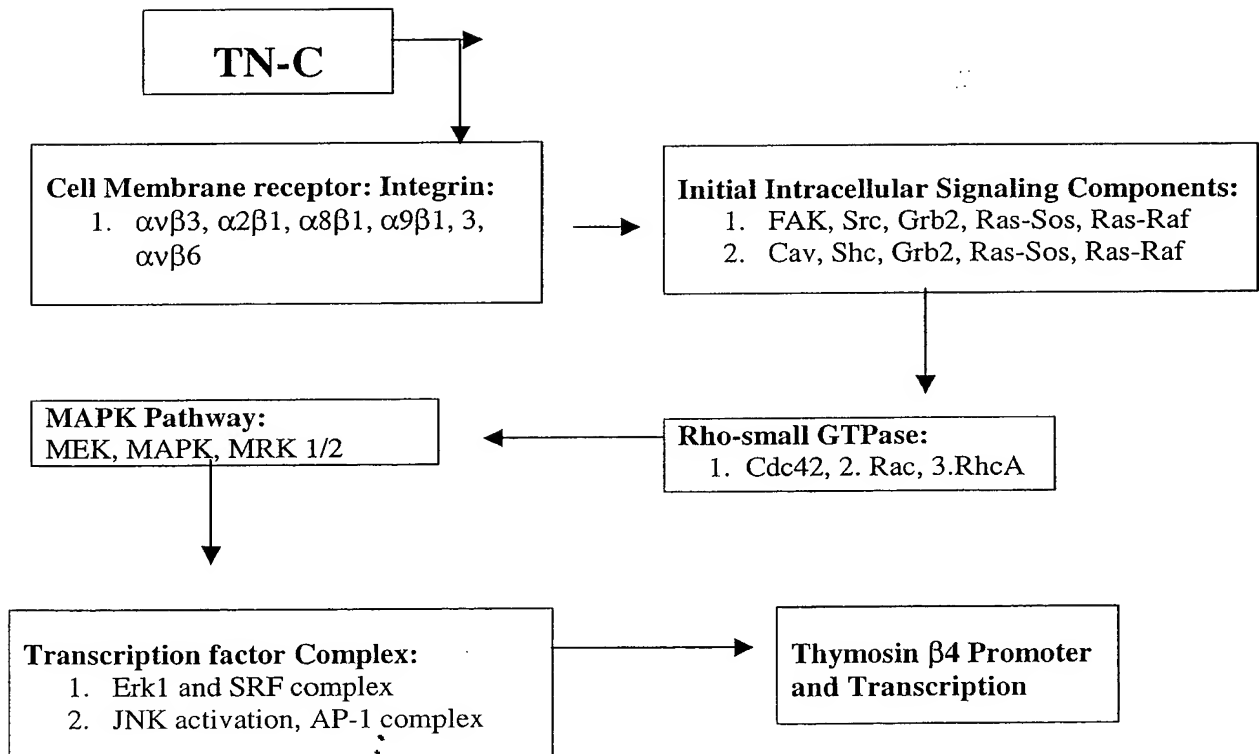 TN-C
Cell Membrane receptor: Integrin:
1. ανβ3, α2β1, α8β1, α9β1, 3,
ανβ6
Initial Intracellular Signaling Components:
1. FAK, Src, Grb2, Ras-Sos, Ras-Raf
2. Cav, Shc, Grb2, Ras-Sos, Ras-Raf
MAPK Pathway:
MEK, MAPK, MRK 1/2
Rho-small GTPase:
1. Cdc42, 2. Rac, 3.RhcA
Transcription factor Complex:
1. Erk1 and SRF complex
2. JNK activation, AP-1 complex
Thymosin β4 Promoter
and Transcription